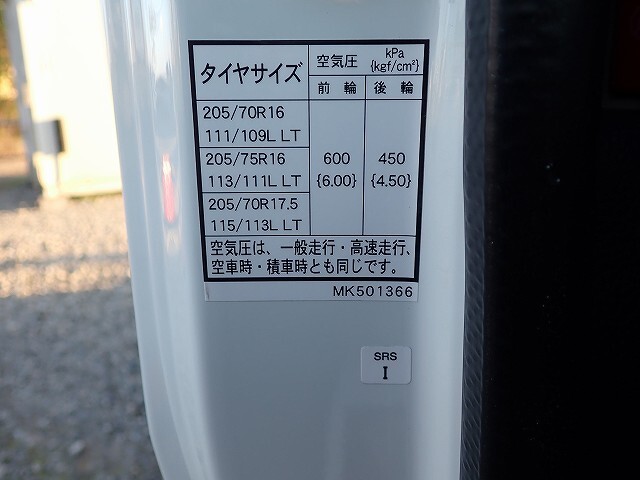 タイヤサイズ
空気圧 kPa {kgf/cm²}
前輪 後輪
205/70R16
111/109L LT
205/75R16
113/111L LT
205/70R17.5
115/113L LT
600 450
{6.00} {4.50}
空気圧は、一般走行・高速走行、
空車時・積車時とも同じです。
MK501366
SRS
I